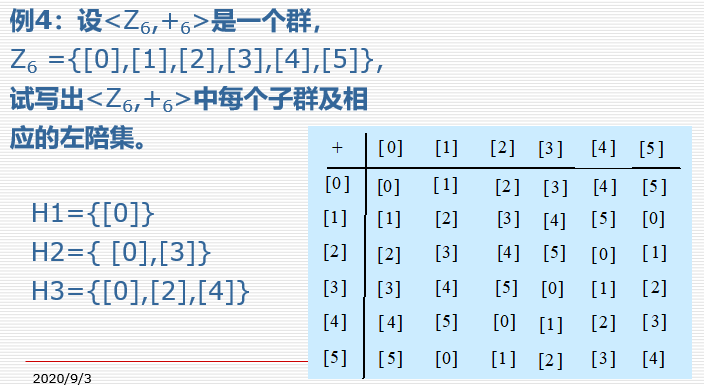 例4：设<Z₆,+₆>是一个群，
Z₆ ={[0],[1],[2],[3],[4],[5]},
试写出<Z₆,+₆>中每个子群及相
应的左陪集。
H1={[0]}
H2={ [0],[3]}
H3={[0],[2],[4]}
+ [0] [1] [2] [3] [4] [5]
[0] [0] [1] [2] [3] [4] [5]
[1] [1] [2] [3] [4] [5] [0]
[2] [2] [3] [4] [5] [0] [1]
[3] [3] [4] [5] [0] [1] [2]
[4] [4] [5] [0] [1] [2] [3]
[5] [5] [0] [1] [2] [3] [4]
2020/9/3